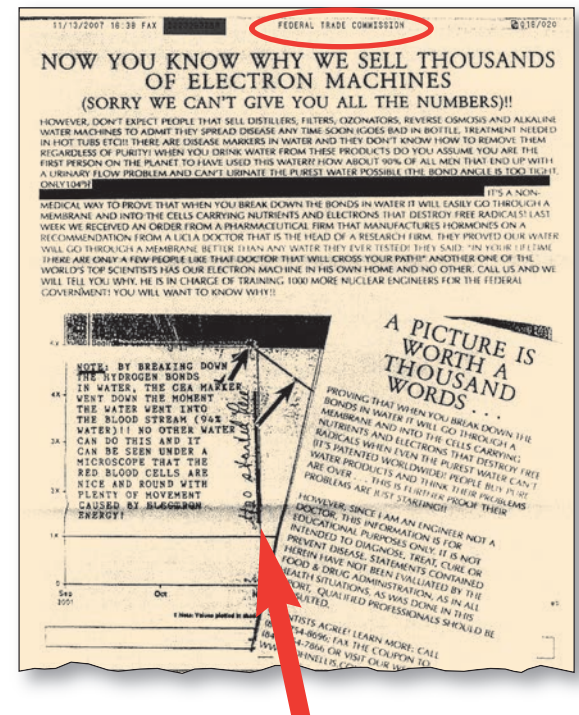 11/13/2007 16:38 FAX
FEDERAL TRADE COMMISSION
018/020
NOW YOU KNOW WHY WE SELL THOUSANDS
OF ELECTRON MACHINES
(SORRY WE CAN'T GIVE YOU ALL THE NUMBERS)!!
HOWEVER, DON'T EXPECT PEOPLE THAT SELL DISTILLERS, FILTERS, OZONATORS, REVERSE OSMOSIS AND ALKALINE
WATER MACHINES TO ADMIT THEY SPREAD DISEASE ANY TIME SOON (GOES BAD IN BOTTLE, TREATMENT NEEDED
IN HOT TUBS ETC)!! THERE ARE DISEASE MARKERS IN WATER AND THEY DON'T KNOW HOW TO REMOVE THEM
REGARDLESS OF PURITY! WHEN YOU DRINK WATER FROM THESE PRODUCTS DO YOU ASSUME YOU ARE THE
FIRST PERSON ON THE PLANET TO HAVE USED THIS WATER?! HOW ABOUT 90% OF ALL MEN THAT END UP WITH
A URINARY FLOW PROBLEM AND CAN'T URINATE THE PUREST WATER POSSIBLE (THE BOND ANGLE IS TOO TIGHT,
ONLY 104º)!!
IT'S A NON-
MEDICAL WAY TO PROVE THAT WHEN YOU BREAK DOWN THE BONDS IN WATER IT WILL EASILY GO THROUGH A
MEMBRANE AND INTO THE CELLS CARRYING NUTRIENTS AND ELECTRONS THAT DESTROY FREE RADICALS! LAST
WEEK WE RECEIVED AN ORDER FROM A PHARMACEUTICAL FIRM THAT MANUFACTURES HORMONES ON A
RECOMMENDATION FROM A UCLA DOCTOR THAT IS THE HEAD OF A RESEARCH FIRM. THEY PROVED OUR WATER
WILL GO THROUGH A MEMBRANE BETTER THAN ANY WATER THEY EVER TESTED! THEY SAID: "IN YOUR LIFETIME
THERE ARE ONLY A FEW PEOPLE LIKE THAT DOCTOR THAT WILL CROSS YOUR PATH!" ANOTHER ONE OF THE
WORLD'S TOP SCIENTISTS HAS OUR ELECTRON MACHINE IN HIS OWN HOME AND NO OTHER. CALL US AND WE
WILL TELL YOU WHY. HE IS IN CHARGE OF TRAINING 1000 MORE NUCLEAR ENGINEERS FOR THE FEDERAL
GOVERNMENT! YOU WILL WANT TO KNOW WHY!!
NOTE: BY BREAKING DOWN
THE HYDROGEN BONDS
IN WATER, THE CEA MARKER
WENT DOWN THE MOMENT
THE WATER WENT INTO
THE BLOOD STREAM (94%
WATER)!! NO OTHER WATER
CAN DO THIS AND IT
CAN BE SEEN UNDER A
MICROSCOPE THAT THE
RED BLOOD CELLS ARE
NICE AND ROUND WITH
PLENTY OF MOVEMENT
CAUSED BY ELECTRON
ENERGY!
H2O started here
Sep
2001
Oct
A PICTURE IS
WORTH A
THOUSAND
WORDS . . .
PROVING THAT WHEN YOU BREAK DOWN THE
BONDS IN WATER IT WILL GO THROUGH A
MEMBRANE AND INTO THE CELLS CARRYING
NUTRIENTS AND ELECTRONS THAT DESTROY FREE
RADICALS WHEN EVEN THE PUREST WATER CAN'T
(IT'S PATENTED WORLDWIDE)! PEOPLE BUY PURE
WATER PRODUCTS AND THINK THEIR PROBLEMS
ARE OVER . . . THIS IS FURTHER PROOF THEIR
PROBLEMS ARE JUST STARTING!!
HOWEVER, SINCE I AM AN ENGINEER NOT A
DOCTOR, THIS INFORMATION IS FOR
EDUCATIONAL PURPOSES ONLY. IT IS NOT
INTENDED TO DIAGNOSE, TREAT, CURE OR
PREVENT DISEASE. STATEMENTS CONTAINED
HEREIN HAVE NOT BEEN EVALUATED BY THE
FOOD & DRUG ADMINISTRATION, AS IN ALL
HEALTH SITUATIONS, AS WAS DONE IN THIS
QUALIFIED PROFESSIONALS SHOULD BE
AGREE! LEARN MORE: CALL
FAX THE COUPON TO
OR VISIT OUR